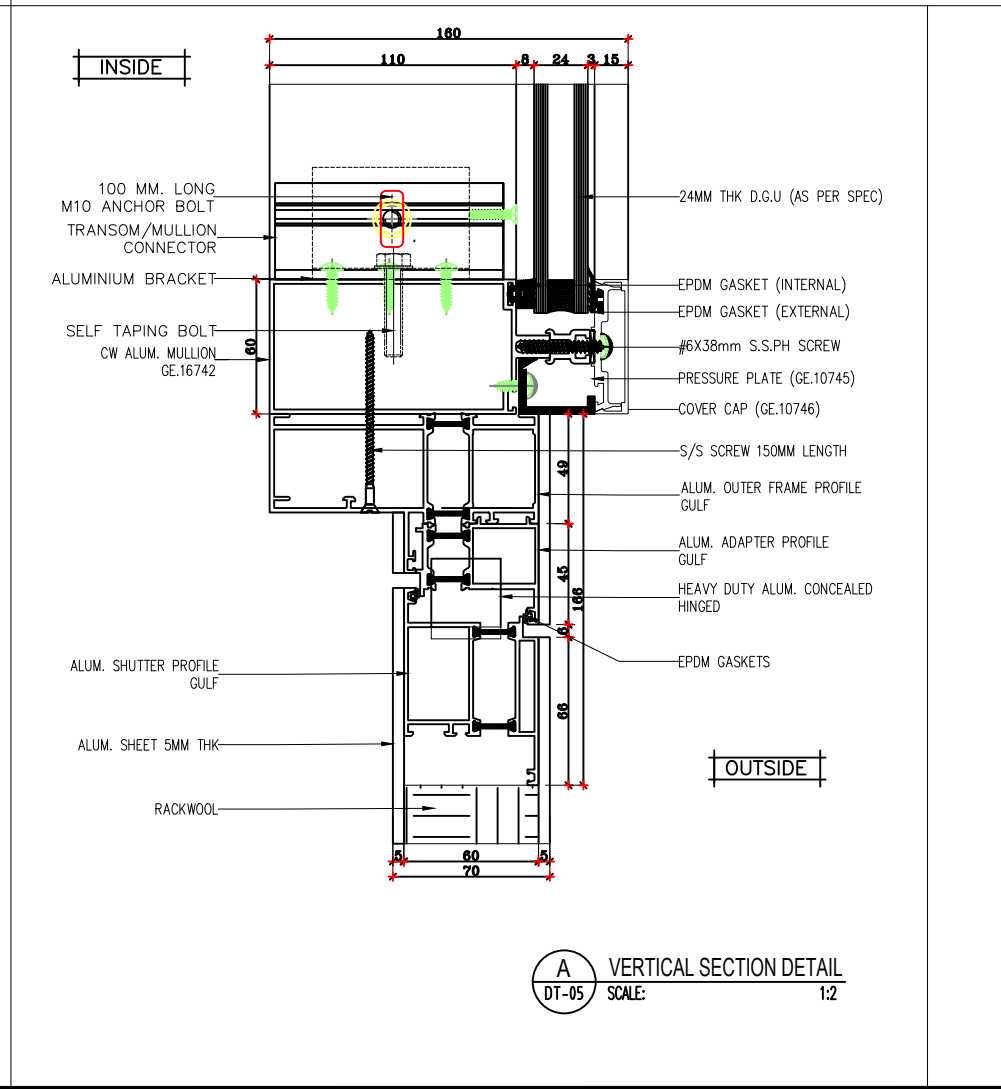 160
110
8
24
3
15
INSIDE
100 MM. LONG
M10 ANCHOR BOLT
TRANSOM/MULLION
CONNECTOR
ALUMINIUM BRACKET
SELF TAPING BOLT
CW ALUM. MULLION
GE.16742
60
24MM THK D.G.U (AS PER SPEC)
EPDM GASKET (INTERNAL)
EPDM GASKET (EXTERNAL)
#6X38mm S.S.PH SCREW
PRESSURE PLATE (GE.10745)
COVER CAP (GE.10746)
S/S SCREW 150MM LENGTH
49
ALUM. OUTER FRAME PROFILE
GULF
ALUM. ADAPTER PROFILE
GULF
45
166
HEAVY DUTY ALUM. CONCEALED
HINGED
6
EPDM GASKETS
ALUM. SHUTTER PROFILE
GULF
66
ALUM. SHEET 5MM THK
OUTSIDE
RACKWOOL
5
60
5
70
A
DT-05
VERTICAL SECTION DETAIL
SCALE:
1:2